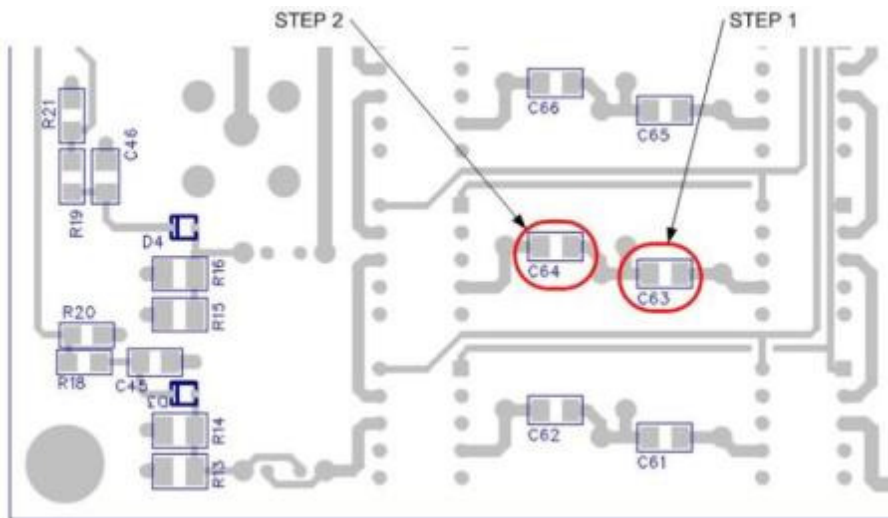 STEP 2
STEP 1
R21
C46
C66
C65
R19
D4
R16
C64
C63
R15
R20
R18
C45
D3
R14
C62
C61
R13